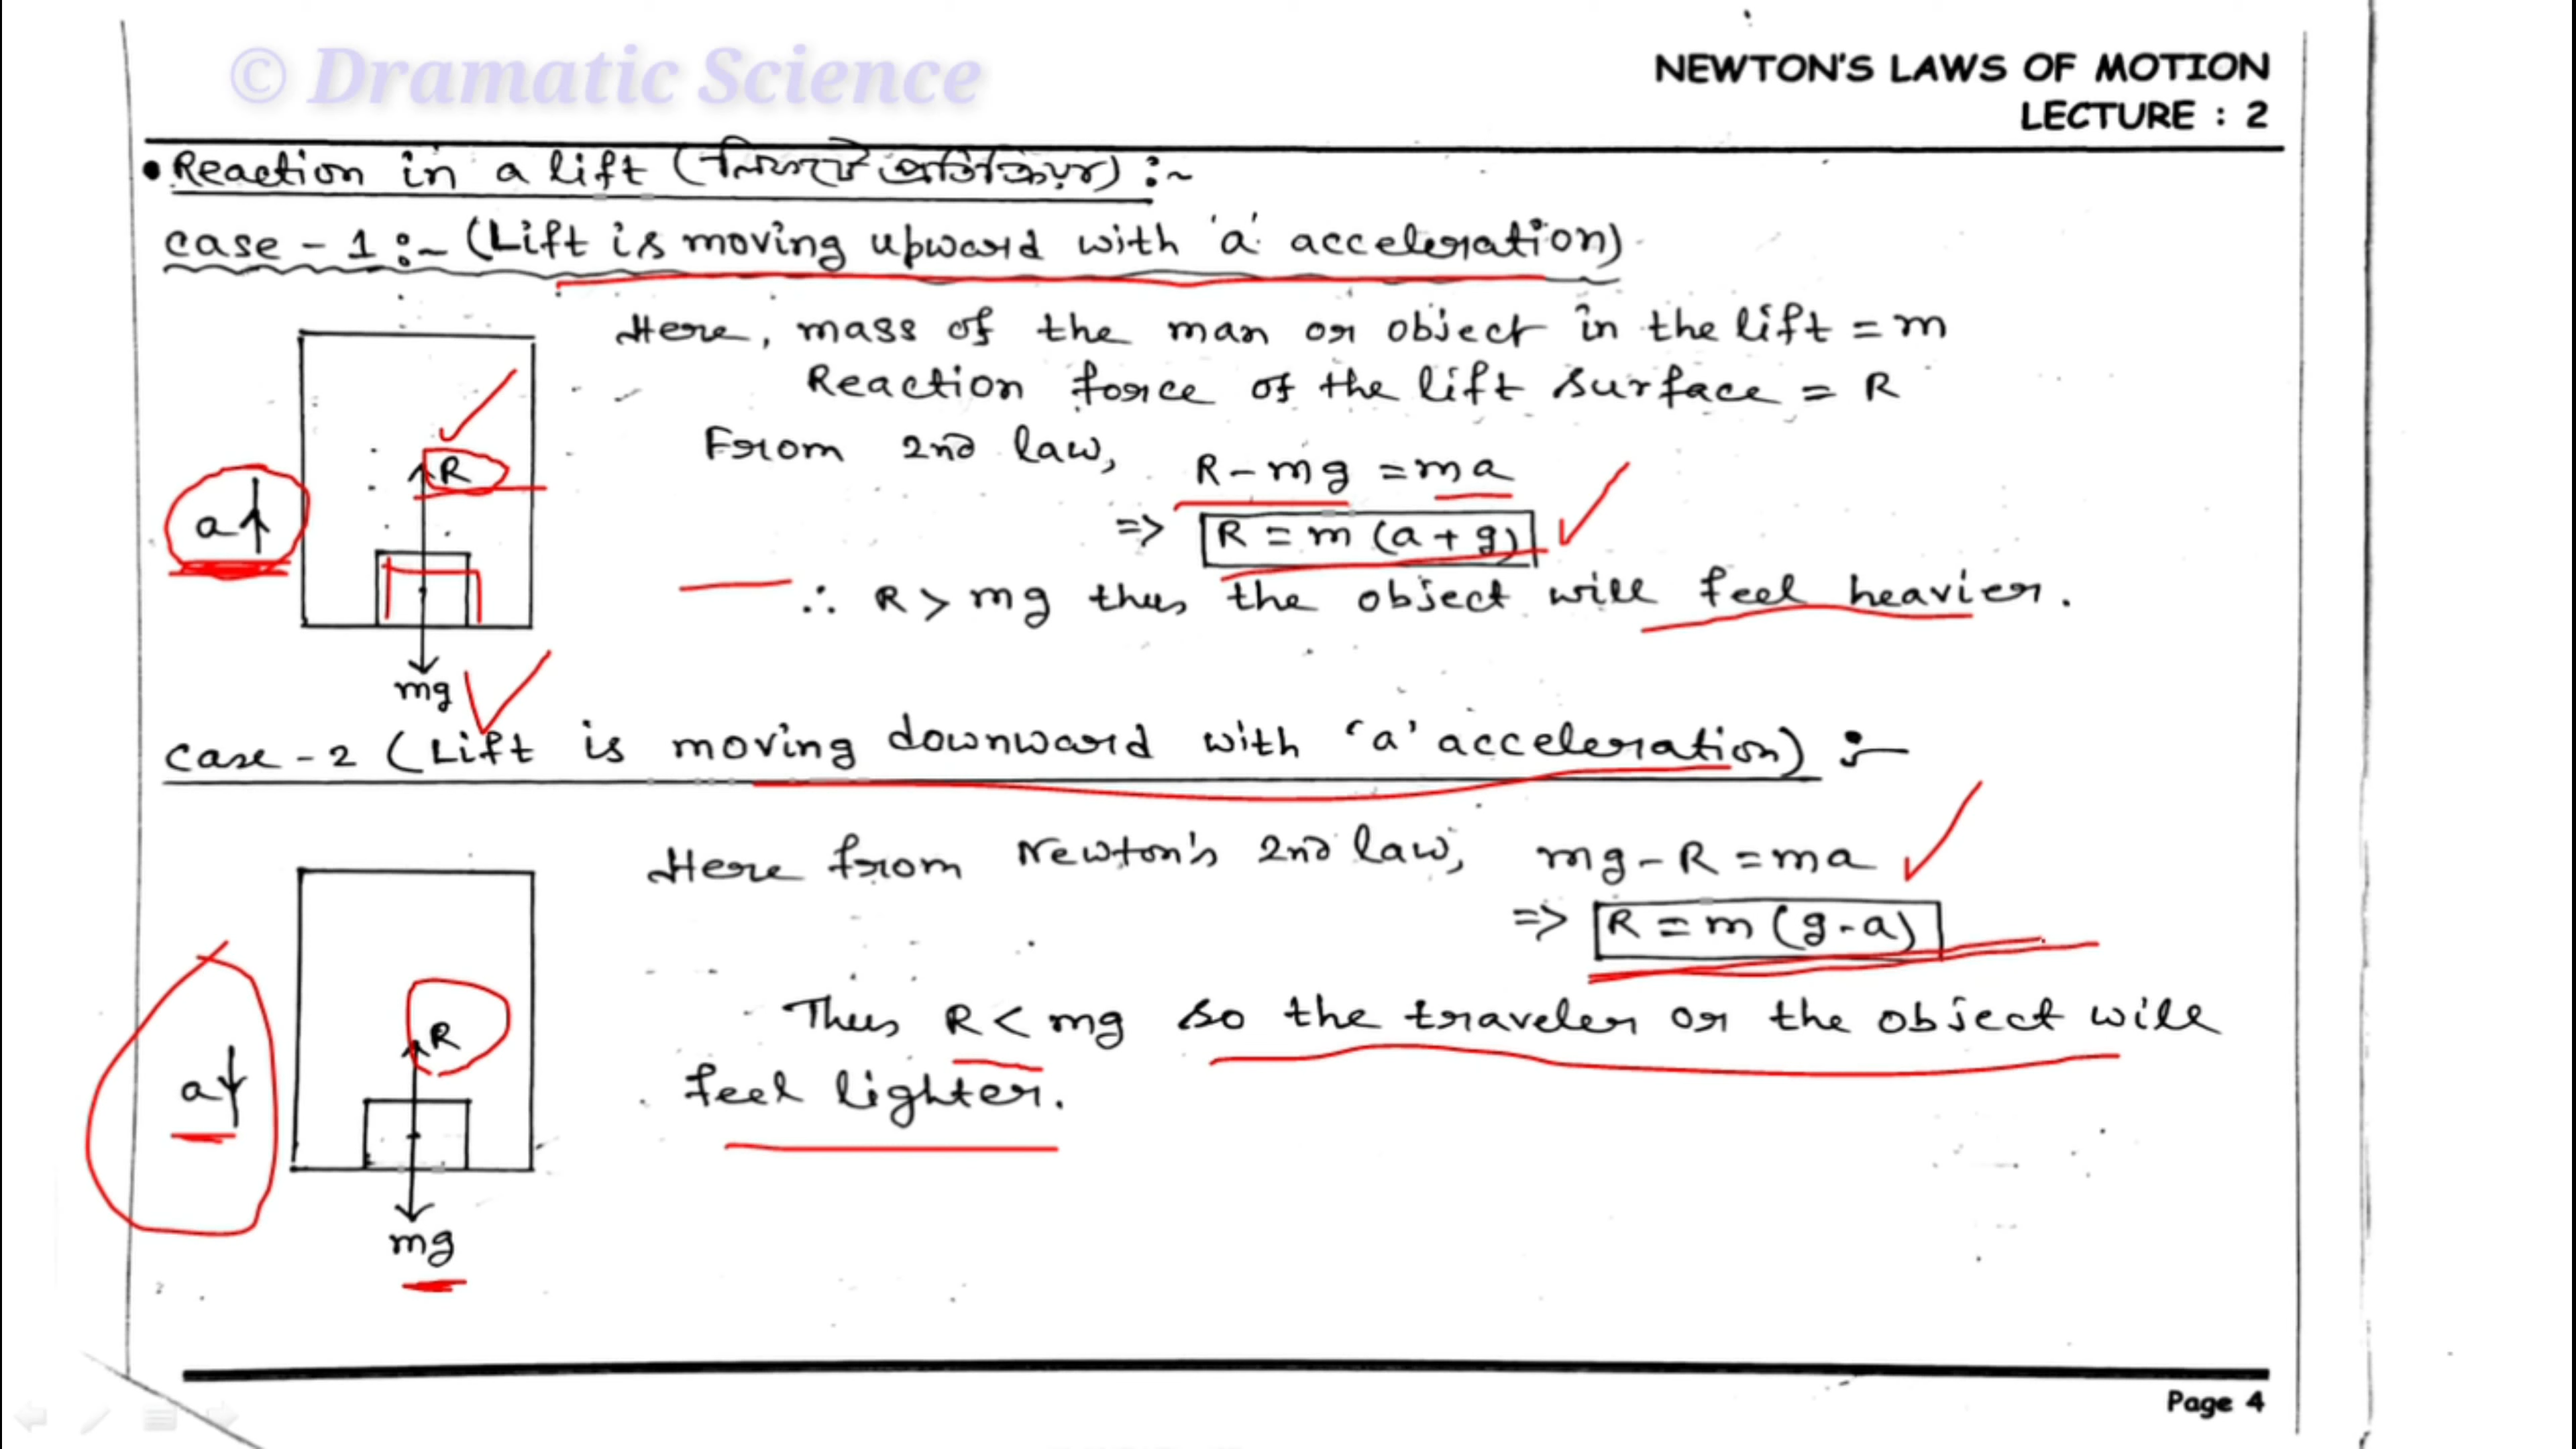 © Dramatic Science
NEWTON'S LAWS OF MOTION
LECTURE : 2
• Reaction in a lift (লিফটে প্রতিক্রিয়া) :~
case - 1 :~ (Lift is moving upward with 'a' acceleration)
Here, mass of the man or object in the lift = m
Reaction force of the lift surface = R
From 2nd law,
R - mg = ma
=> R = m (a + g)
∴ R > mg thus the object will feel heavier.
R
a↑
mg
case - 2 (Lift is moving downward with 'a' acceleration) :-
Here from Newton's 2nd law, mg - R = ma
=> R = m (g - a)
Thus R < mg so the traveler or the object will
feel lighter.
R
a↓
mg
Page 4